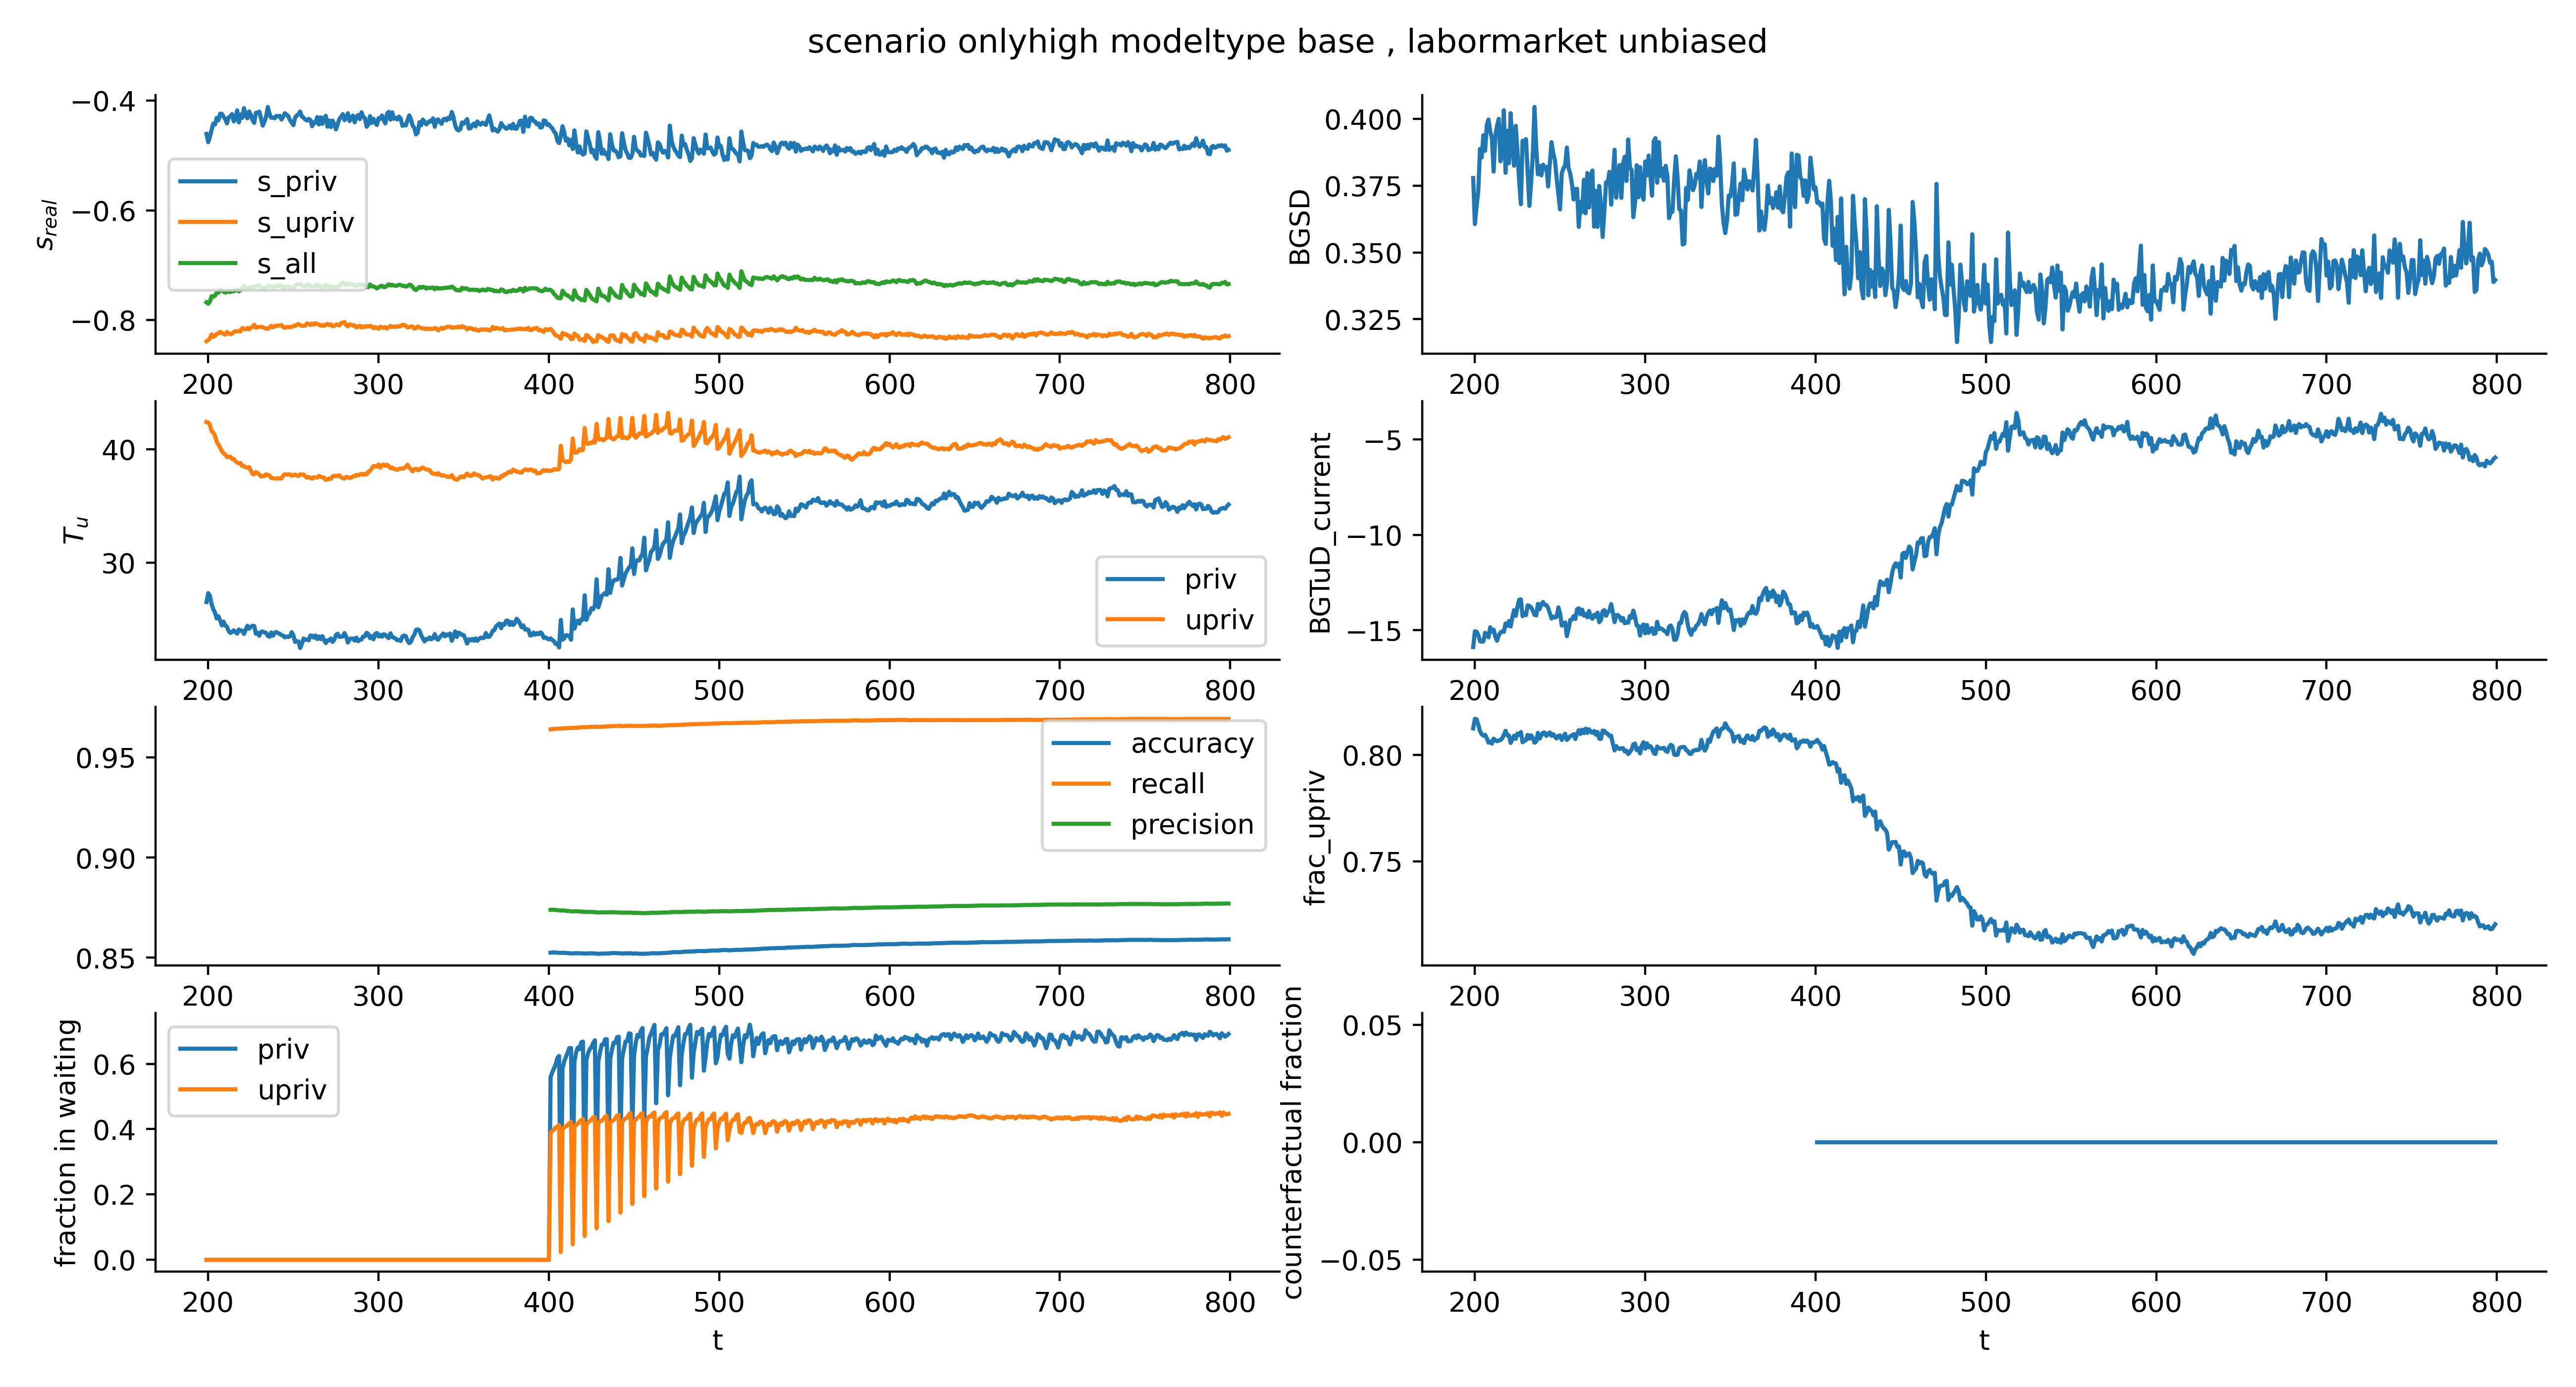 scenario onlyhigh modeltype base , labormarket unbiased
s_real
−0.4
−0.6
−0.8
s_priv
s_upriv
s_all
200 300 400 500 600 700 800
BGSD
0.400
0.375
0.350
0.325
200 300 400 500 600 700 800
T_u
40
30
priv
upriv
200 300 400 500 600 700 800
BGTuD_current
−5
−10
−15
200 300 400 500 600 700 800
0.95
0.90
0.85
accuracy
recall
precision
200 300 400 500 600 700 800
frac_upriv
0.80
0.75
200 300 400 500 600 700 800
fraction in waiting
0.6
0.4
0.2
0.0
priv
upriv
200 300 400 500 600 700 800
t
counterfactual fraction
0.05
0.00
−0.05
200 300 400 500 600 700 800
t